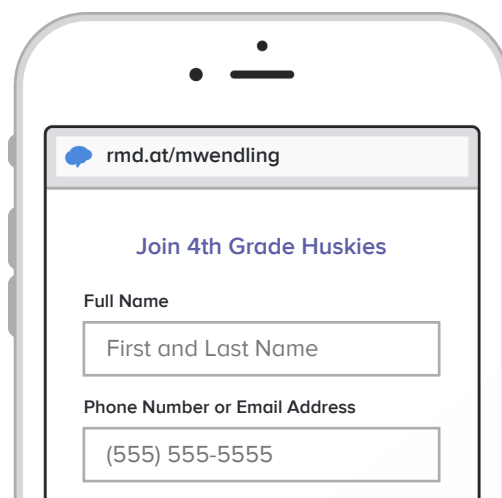 rmd.at/mwendling
Join 4th Grade Huskies
Full Name
First and Last Name
Phone Number or Email Address
(555) 555-5555